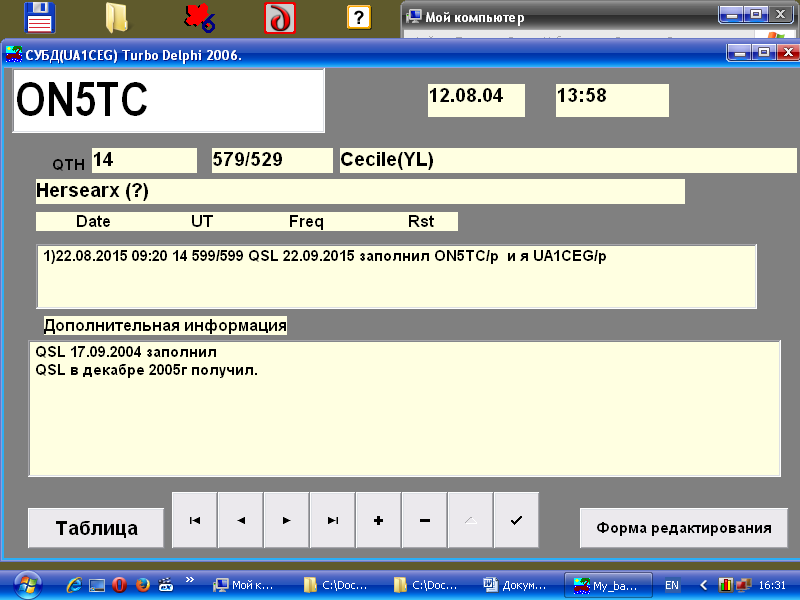 Мой компьютер
СУБД(UA1CEG) Turbo Delphi 2006.
ON5TC
12.08.04
13:58
QTH 14 579/529 Cecile(YL)
Hersearx (?)
Date UT Freq Rst
1)22.08.2015 09:20 14 599/599 QSL 22.09.2015 заполнил ON5TC/p и я UA1CEG/p
Дополнительная информация
QSL 17.09.2004 заполнил
QSL в декабре 2005г получил.
Таблица
Форма редактирования
Мой к... C:\Doc... C:\Doc... Докум... My_ba... EN 16:31